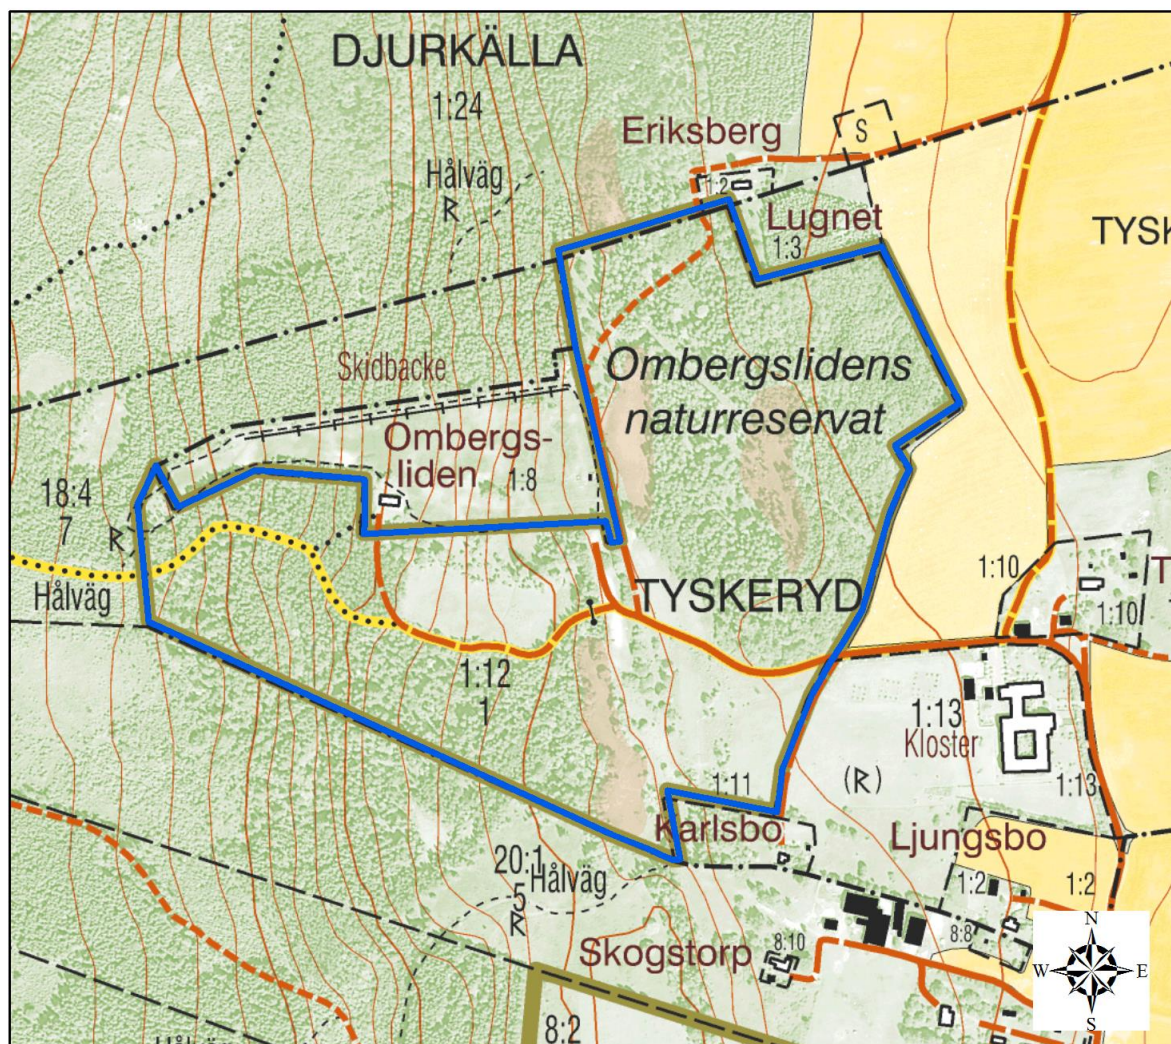 DJURKÄLLA
1:24
Eriksberg
S
Hålväg
R
1:2
Lugnet
1:3
TYSK
Skidbacke
Ombergslidens
naturreservat
Ombergs-
liden
1:8
18:4
7
R
Hålväg
TYSKERYD
1:10
T
1:10
1:12
1
1:13
Kloster
1:13
1:11
(R)
Karlsbo
Ljungsbo
20:1
Hålväg
5
R
1:2
1:2
8:8
Skogstorp
8:10
8:2
N
W
E
S
Hålväg